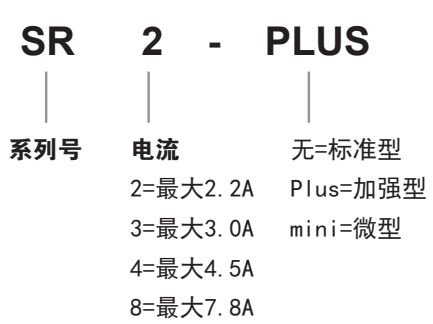 SR 2 - PLUS
系列号 电流 无=标准型
2=最大2.2A Plus=加强型
3=最大3.0A mini=微型
4=最大4.5A
8=最大7.8A